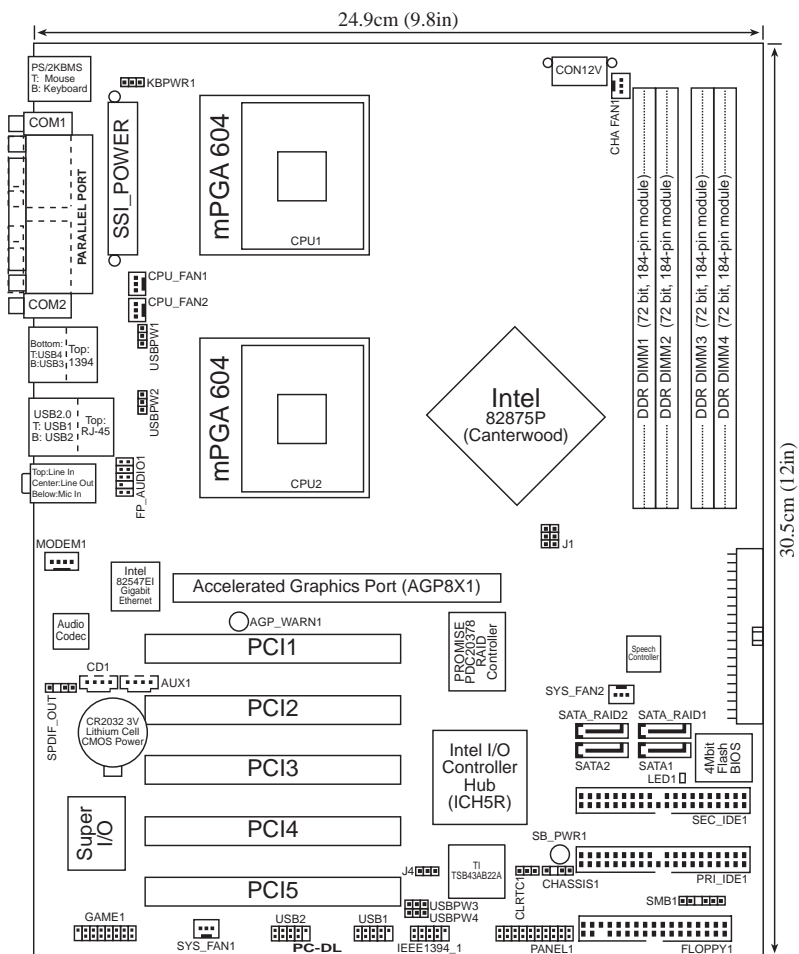 24.9cm (9.8in)
PS/2KBMS
T: Mouse
B: Keyboard
KBPWR1
CON12V
CHA FAN1
COM1
PARALLEL PORT
COM2
SSI_POWER
mPGA 604
CPU1
CPU_FAN1
CPU_FAN2
USBPW1
Bottom:
T:USB4
B:USB3
Top:
1394
USBPW2
USB2.0
T: USB1
B: USB2
Top:
RJ-45
Top:Line In
Center:Line Out
Below:Mic In
FP_AUDIO1
mPGA 604
CPU2
Intel
82875P
(Canterwood)
DDR DIMM1 (72 bit, 184-pin module)
DDR DIMM2 (72 bit, 184-pin module)
DDR DIMM3 (72 bit, 184-pin module)
DDR DIMM4 (72 bit, 184-pin module)
30.5cm (12in)
J1
MODEM1
Intel
82547EI
Gigabit
Ethernet
Accelerated Graphics Port (AGP8X1)
Audio
Codec
AGP_WARN1
PROMISE
PDC20378
RAID
Controller
Speech
Controller
PCI1
CD1
AUX1
SPDIF_OUT
CR2032 3V
Lithium Cell
CMOS Power
PCI2
SYS_FAN2
SATA_RAID2
SATA_RAID1
SATA2
SATA1
LED1
4Mbit
Flash
BIOS
Intel I/O
Controller
Hub
(ICH5R)
PCI3
SEC_IDE1
Super
I/O
PCI4
SB_PWR1
J4
TI
TSB43AB22A
CLRTC1
CHASSIS1
PRI_IDE1
PCI5
USBPW3
USBPW4
SMB1
GAME1
SYS_FAN1
USB2
PC-DL
USB1
IEEE1394_1
PANEL1
FLOPPY1